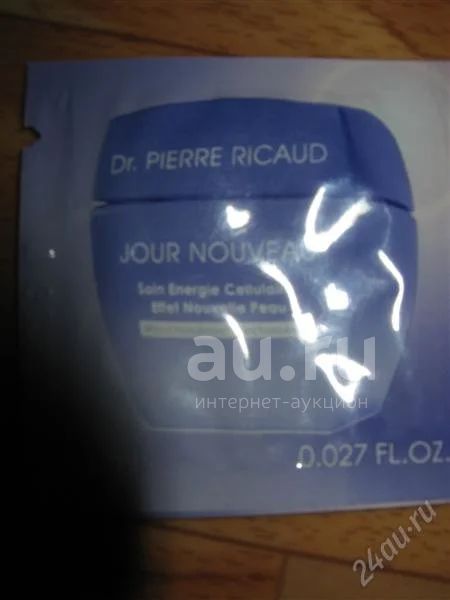 Dr. PIERRE RICAUD
JOUR NOUVEAU
Soin Energie Cellulaire
Effet Nouvelle Peau
au.ru
интернет-аукцион
0.027 FL.OZ.
24au.ru